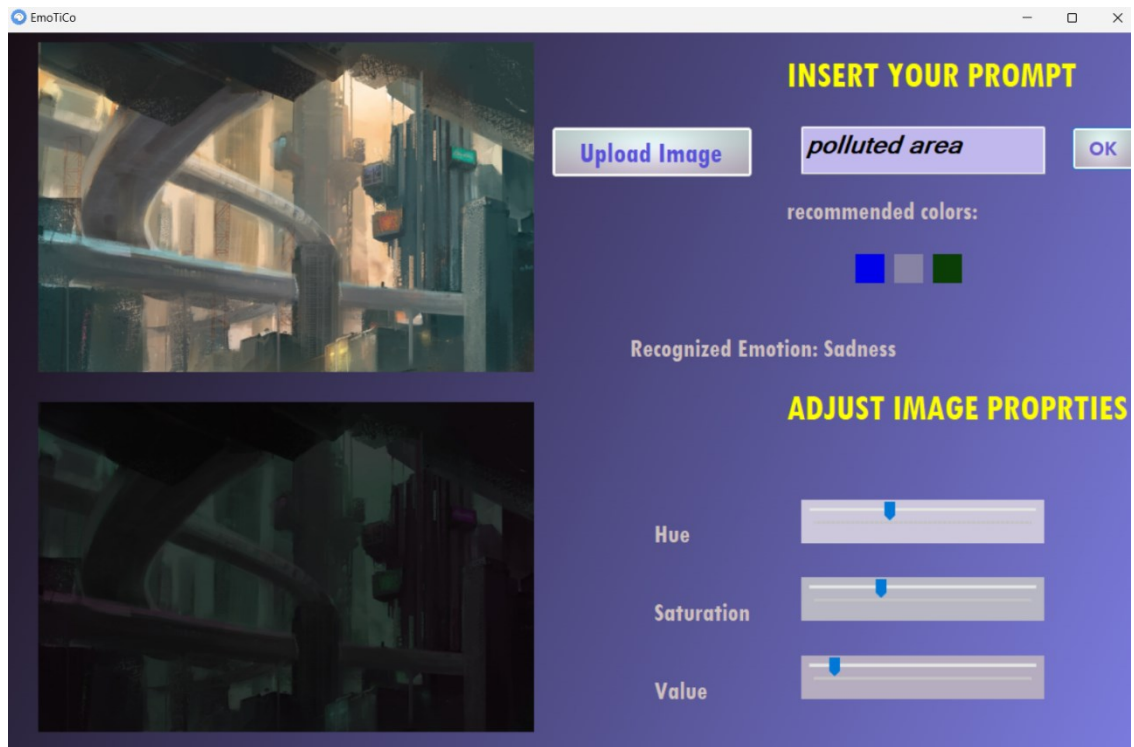 EmoTiCo
INSERT YOUR PROMPT
Upload Image
polluted area
OK
recommended colors:
Recognized Emotion: Sadness
ADJUST IMAGE PROPRTIES
Hue
Saturation
Value